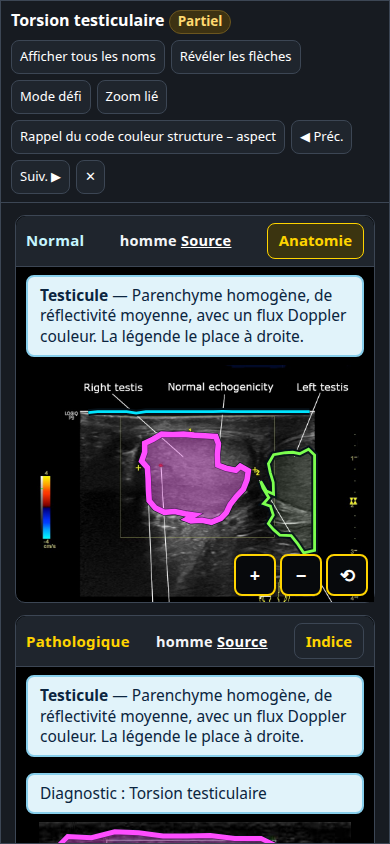 Torsion testiculaire Partiel
Afficher tous les noms Révéler les flèches
Mode défi Zoom lié
Rappel du code couleur structure – aspect ◀ Préc.
Suiv. ▶ ✕
Normal homme Source Anatomie
Testicule — Parenchyme homogène, de
réflectivité moyenne, avec un flux Doppler
couleur. La légende le place à droite.
Right testis Normal echogenicity Left testis
LOGIQ
+ − ⟲
Pathologique homme Source Indice
Testicule — Parenchyme homogène, de
réflectivité moyenne, avec un flux Doppler
couleur. La légende le place à droite.
Diagnostic : Torsion testiculaire